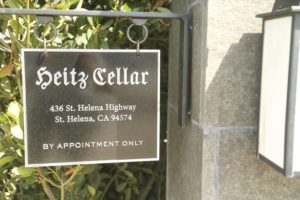 Heitz Cellar
436 St. Helena Highway
St. Helena, CA 94574
BY APPOINTMENT ONLY